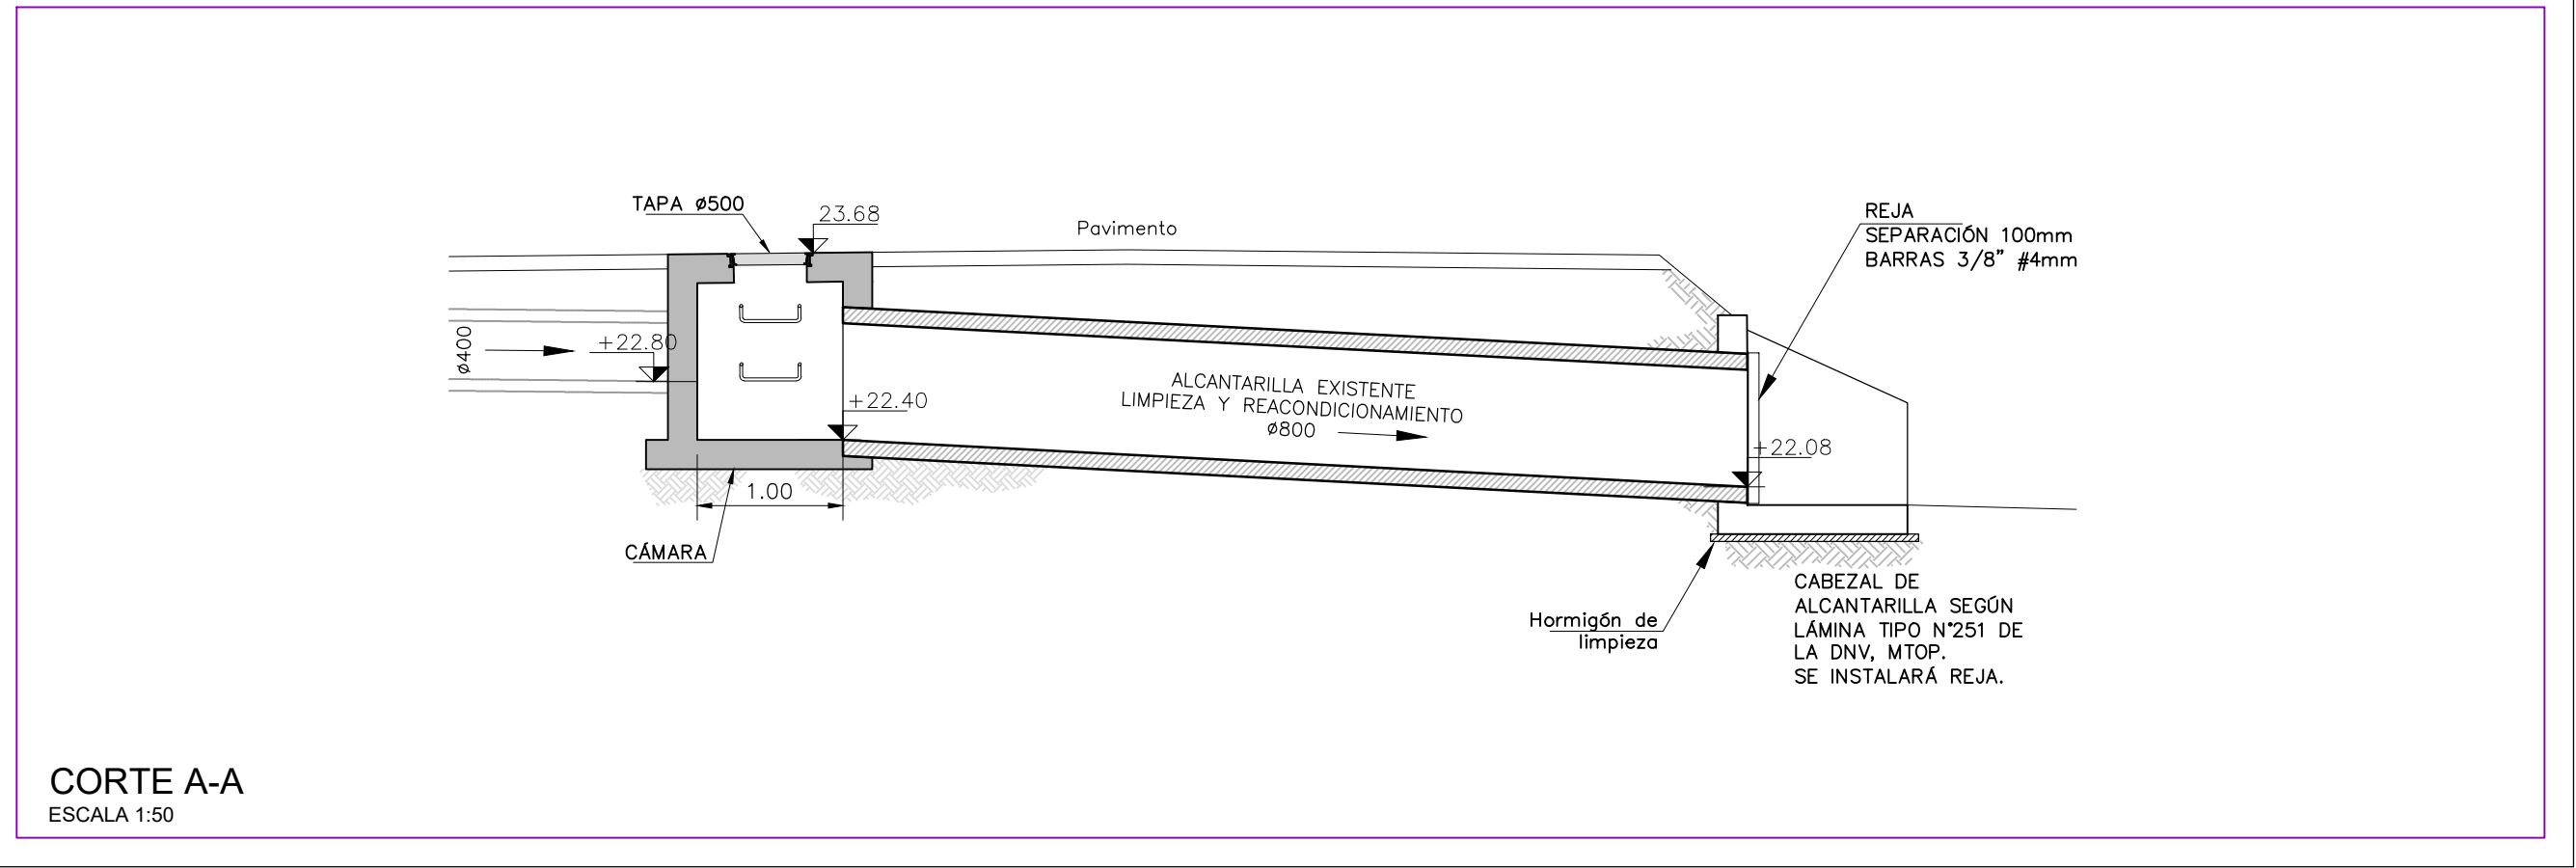 TAPA ø500
23.68
Pavimento
REJA
SEPARACIÓN 100mm
BARRAS 3/8" #4mm
ø400
+22.80
+22.40
ALCANTARILLA EXISTENTE
LIMPIEZA Y REACONDICIONAMIENTO
ø800
+22.08
1.00
CÁMARA
Hormigón de
limpieza
CABEZAL DE
ALCANTARILLA SEGÚN
LÁMINA TIPO N°251 DE
LA DNV, MTOP.
SE INSTALARÁ REJA.
CORTE A-A
ESCALA 1:50